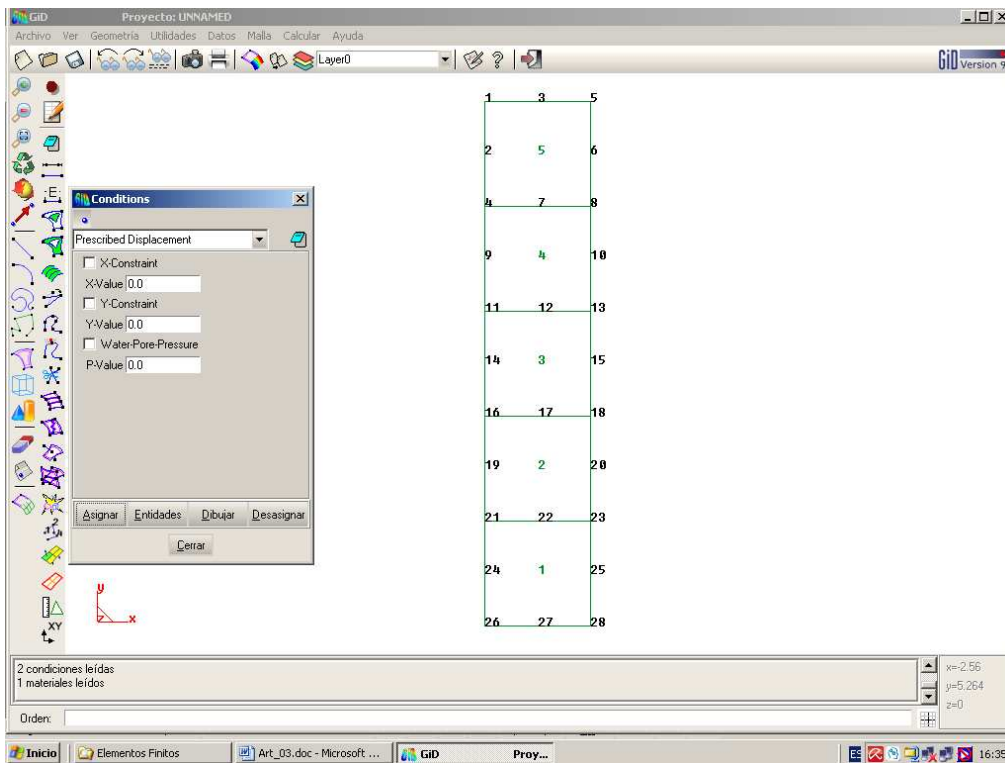 GiD Proyecto: UNNAMED
Archivo Ver Geometría Utilidades Datos Malla Calcular Ayuda
Layer0
GiD Version 9
Conditions
Prescribed Displacement
X-Constraint
X-Value 0.0
Y-Constraint
Y-Value 0.0
Water-Pore-Pressure
P-Value 0.0
Asignar Entidades Dibujar Desasignar
Cerrar
1 3 5
2 5 6
4 7 8
9 4 10
11 12 13
14 3 15
16 17 18
19 2 20
21 22 23
24 1 25
26 27 28
y
z x
2 condiciones leídas
1 materiales leídos
x=-2.56
y=5.264
z=0
Orden:
Inicio Elementos Finitos Art_03.doc - Microsoft ... GiD Proy... ES 16:35